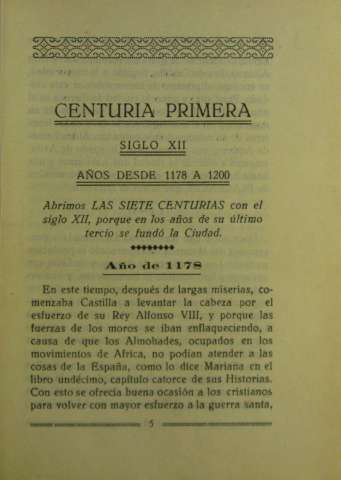 CENTURIA PRIMERA
SIGLO XII
AÑOS DESDE 1178 A 1200
Abrimos LAS SIETE CENTURIAS con el
siglo XII, porque en los años de su último
tercio se fundó la Ciudad.
Año de 1178
En este tiempo, después de largas miserias, co-
menzaba Castilla a levantar la cabeza por el
esfuerzo de su Rey Alfonso VIII, y porque las
fuerzas de los moros se iban enflaqueciendo, a
causa de que los Almohades, ocupados en los
movimientos de Africa, no podían atender a las
cosas de la España, como lo dice Mariana en el
libro undécimo, capítulo catorce de sus Historias.
Con esto se ofrecía buena ocasión a los cristianos
para volver con mayor esfuerzo a la guerra santa,
5